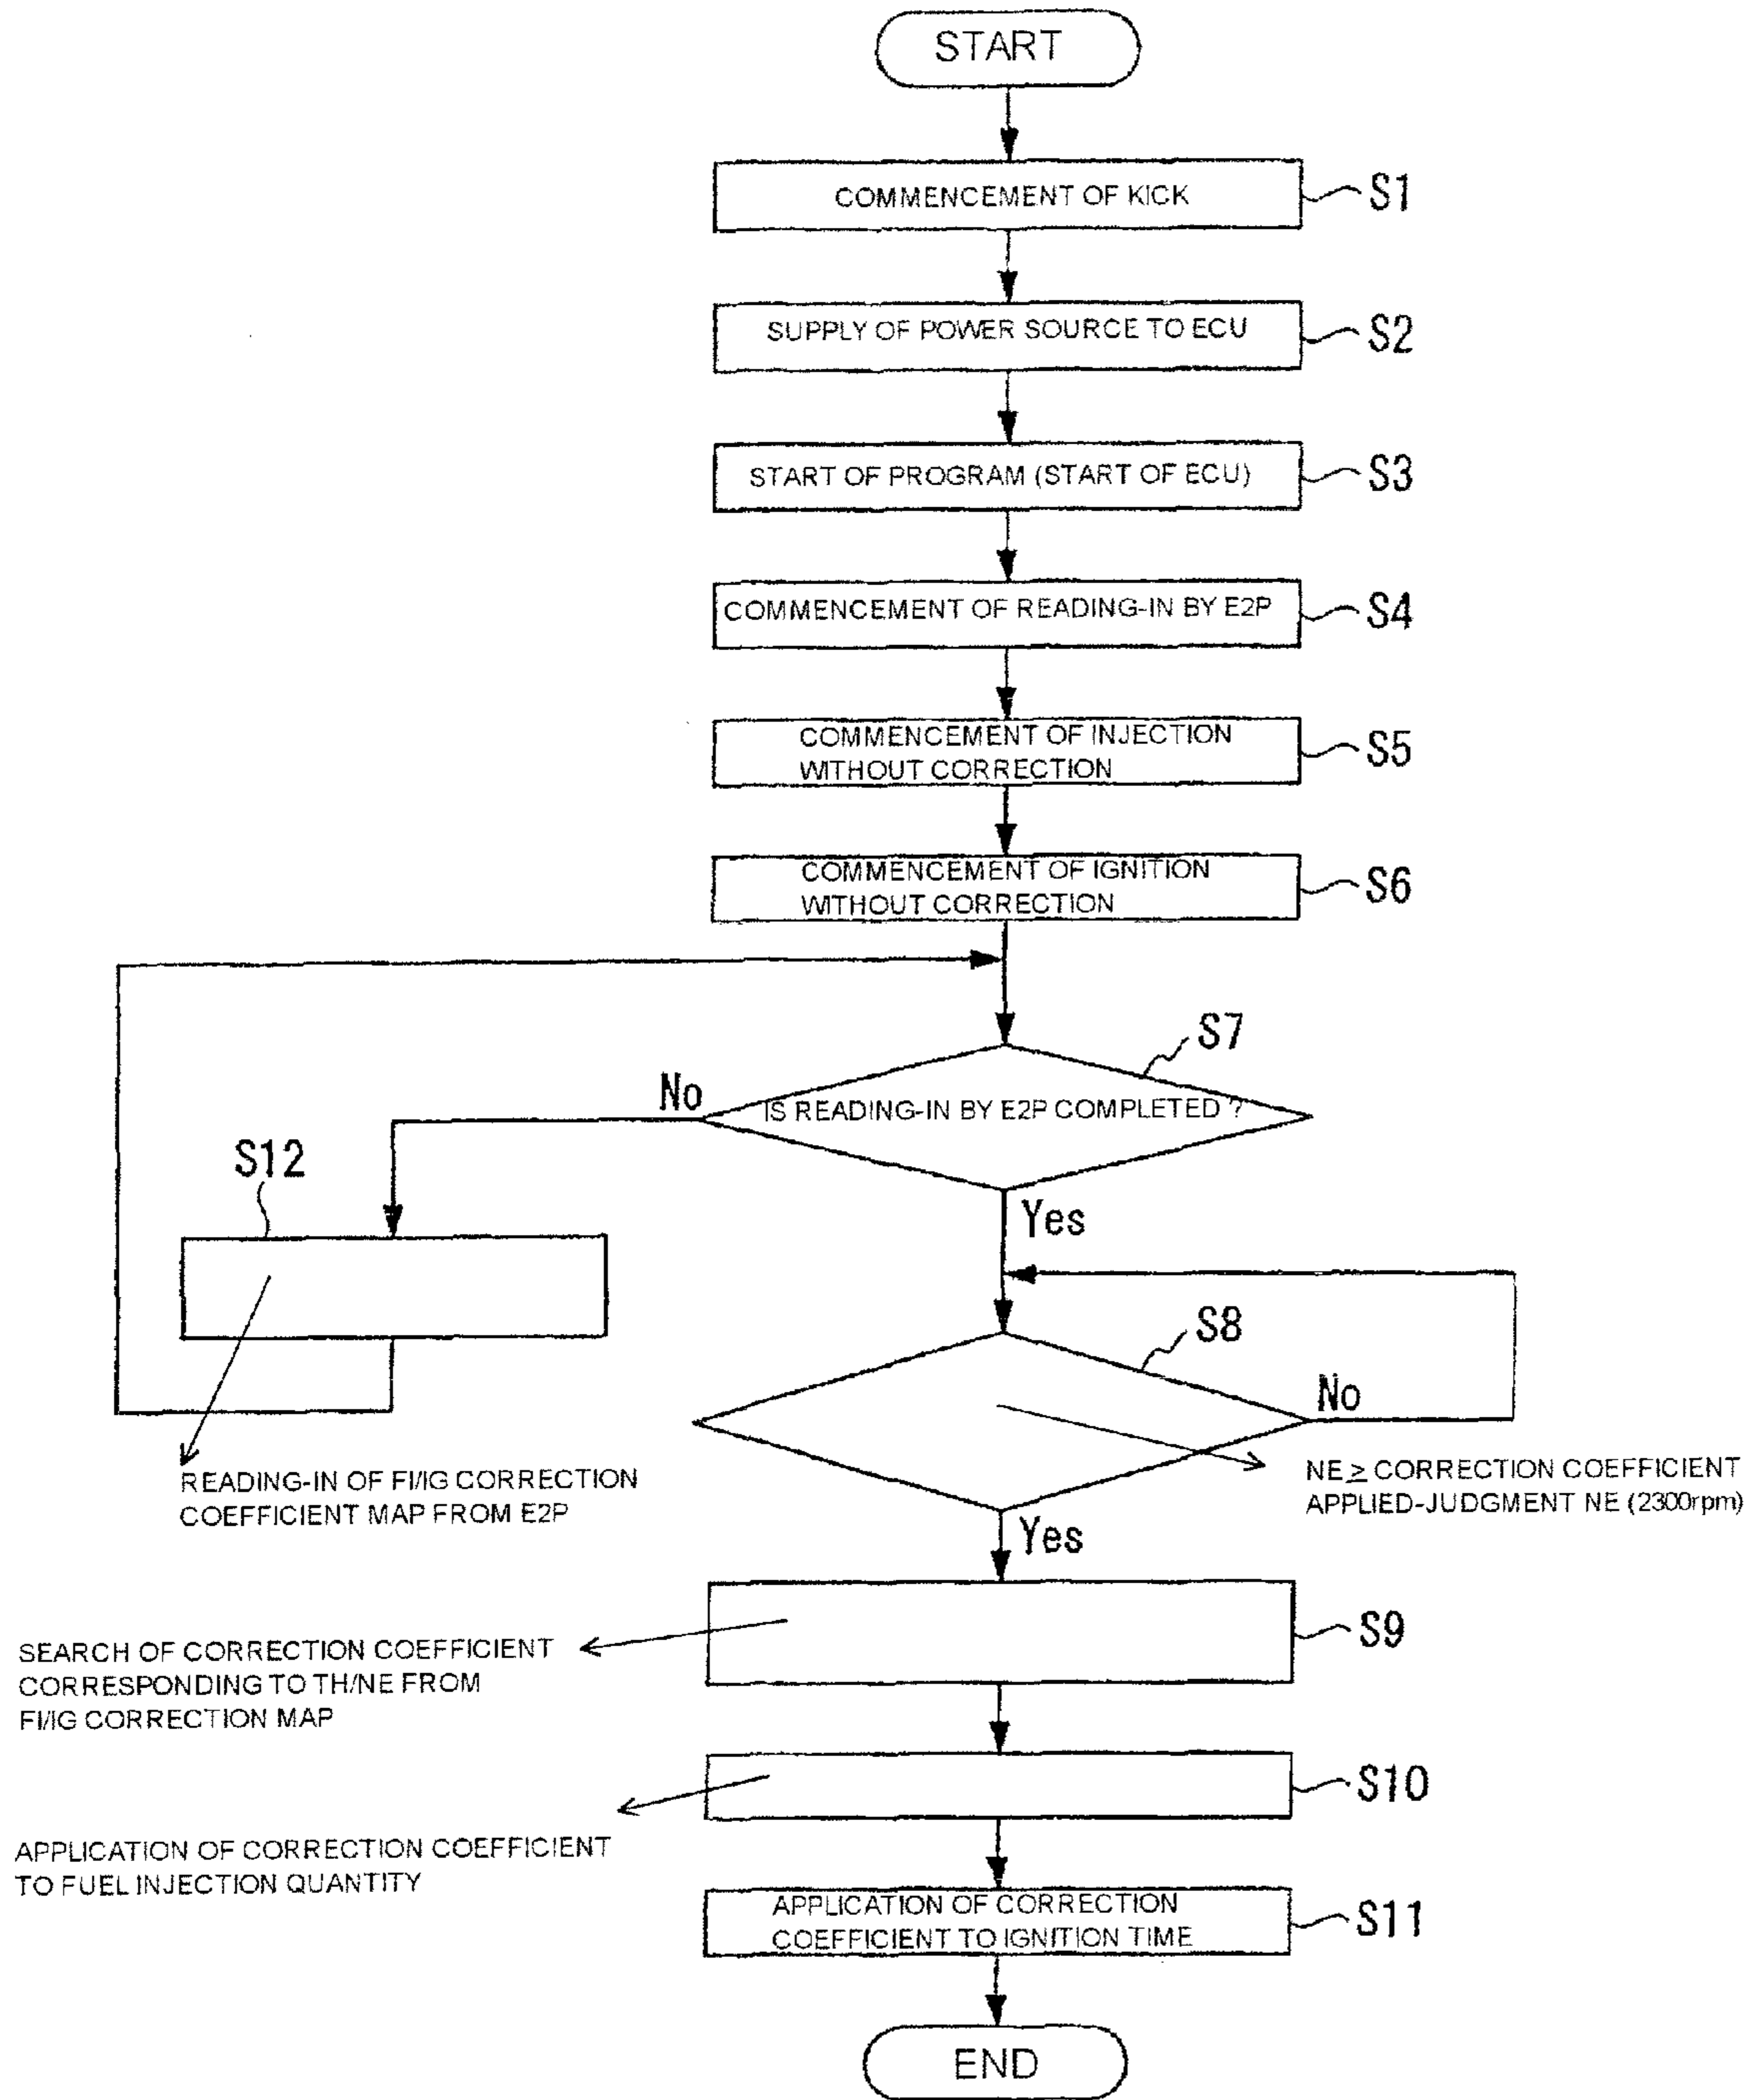 START
COMMENCEMENT OF KICK
S1
SUPPLY OF POWER SOURCE TO ECU
S2
START OF PROGRAM (START OF ECU)
S3
COMMENCEMENT OF READING-IN BY E2P
S4
COMMENCEMENT OF INJECTION
WITHOUT CORRECTION
S5
COMMENCEMENT OF IGNITION
WITHOUT CORRECTION
S6
S7
IS READING-IN BY E2P COMPLETED ?
No
Yes
S12
READING-IN OF FI/IG CORRECTION
COEFFICIENT MAP FROM E2P
S8
No
NE ≥ CORRECTION COEFFICIENT
APPLIED-JUDGMENT NE (2300rpm)
Yes
S9
SEARCH OF CORRECTION COEFFICIENT
CORRESPONDING TO TH/NE FROM
FI/IG CORRECTION MAP
S10
APPLICATION OF CORRECTION COEFFICIENT
TO FUEL INJECTION QUANTITY
APPLICATION OF CORRECTION
COEFFICIENT TO IGNITION TIME
S11
END